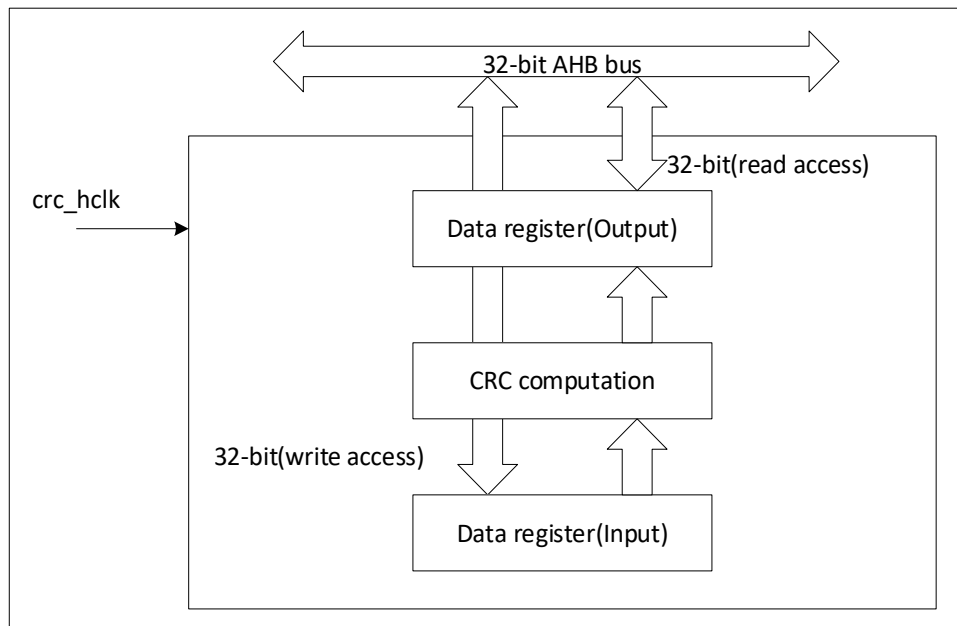 32-bit AHB bus
32-bit(read access)
crc_hclk
Data register(Output)
CRC computation
32-bit(write access)
Data register(Input)